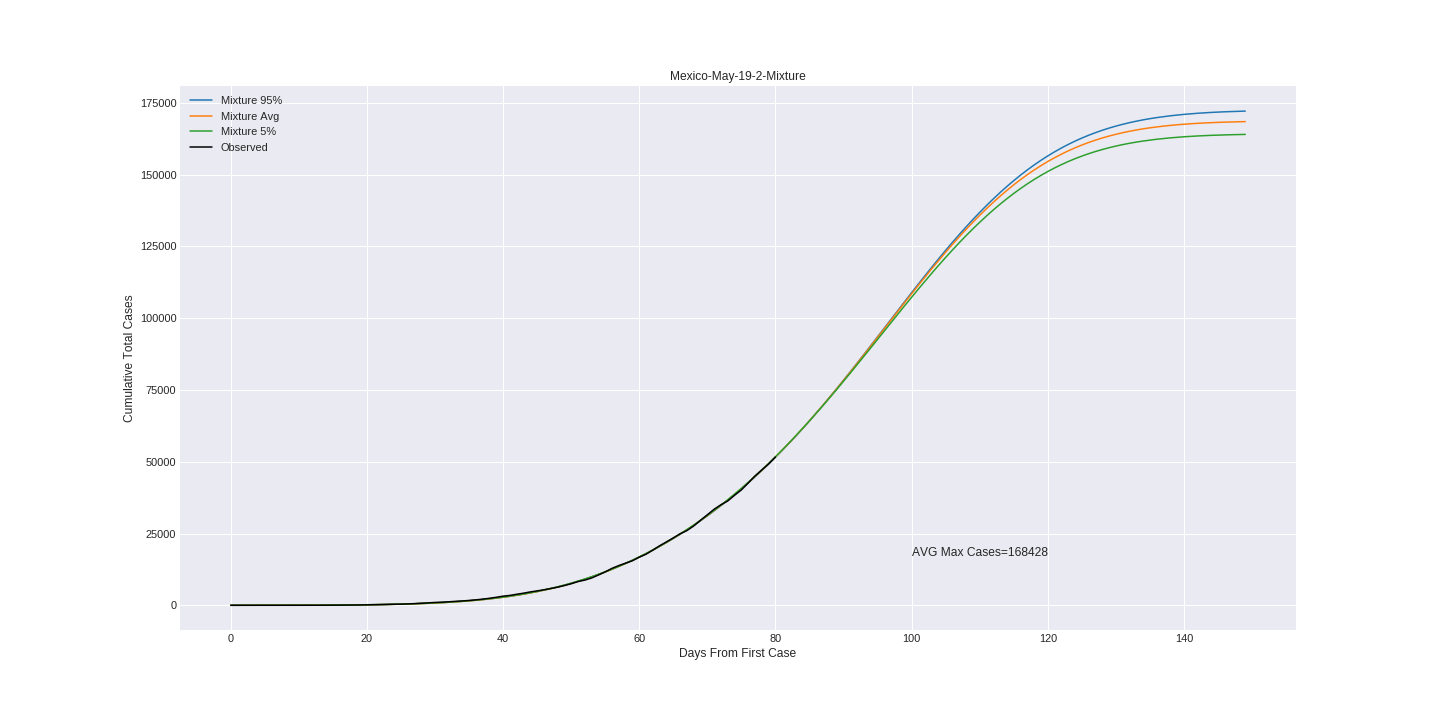 Mexico-May-19-2-Mixture
Mixture 95%
Mixture Avg
Mixture 5%
Observed
175000
150000
125000
100000
75000
50000
25000
0
Cumulative Total Cases
AVG Max Cases=168428
0 20 40 60 80 100 120 140
Days From First Case